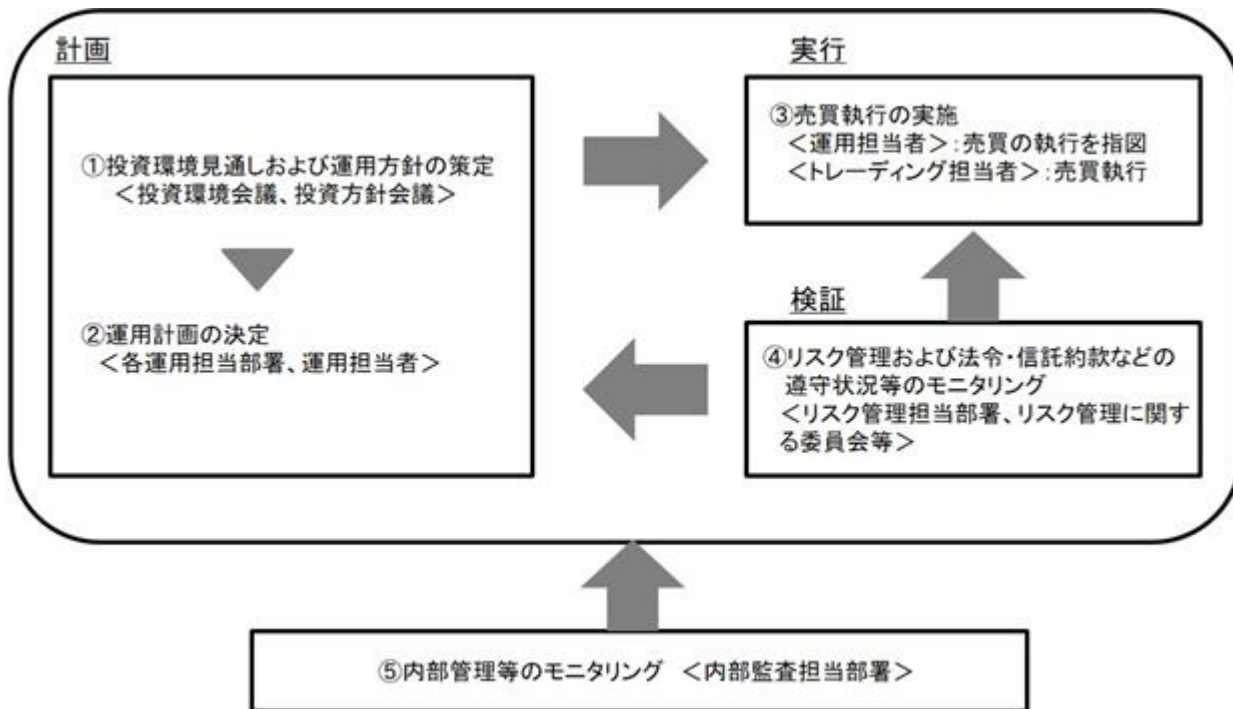 計画
①投資環境見通しおよび運用方針の策定
＜投資環境会議、投資方針会議＞
②運用計画の決定
＜各運用担当部署、運用担当者＞
実行
③売買執行の実施
＜運用担当者＞：売買の執行を指図
＜トレーディング担当者＞：売買執行
検証
④リスク管理および法令・信託約款などの
遵守状況等のモニタリング
＜リスク管理担当部署、リスク管理に関す
る委員会等＞
⑤内部管理等のモニタリング ＜内部監査担当部署＞